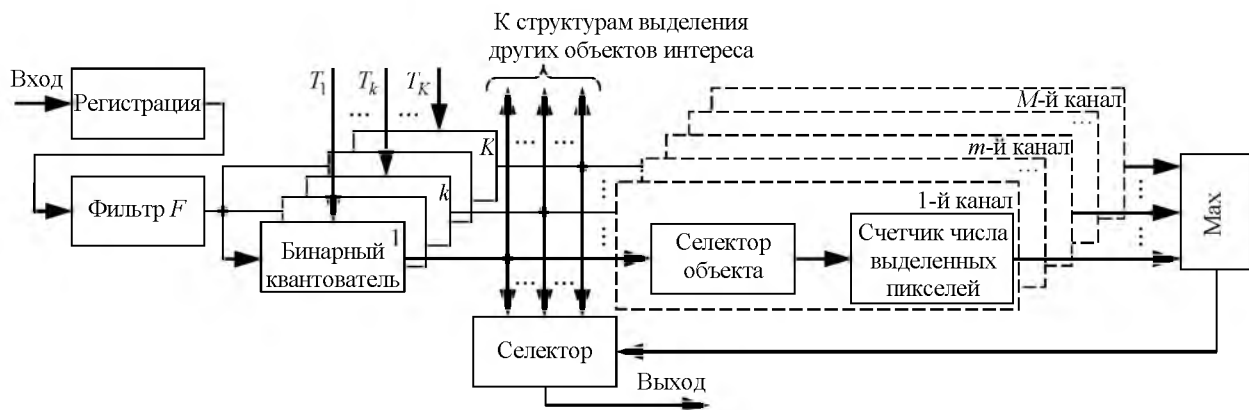 К структурам выделения
других объектов интереса
Вход
Регистрация
T1
Tk
TK
... ...
K
k
1
Фильтр F
Бинарный
квантователь
... ...
... ...
M-й канал
...
m-й канал
...
1-й канал
Селектор
объекта
Счетчик числа
выделенных
пикселей
Max
Селектор
Выход